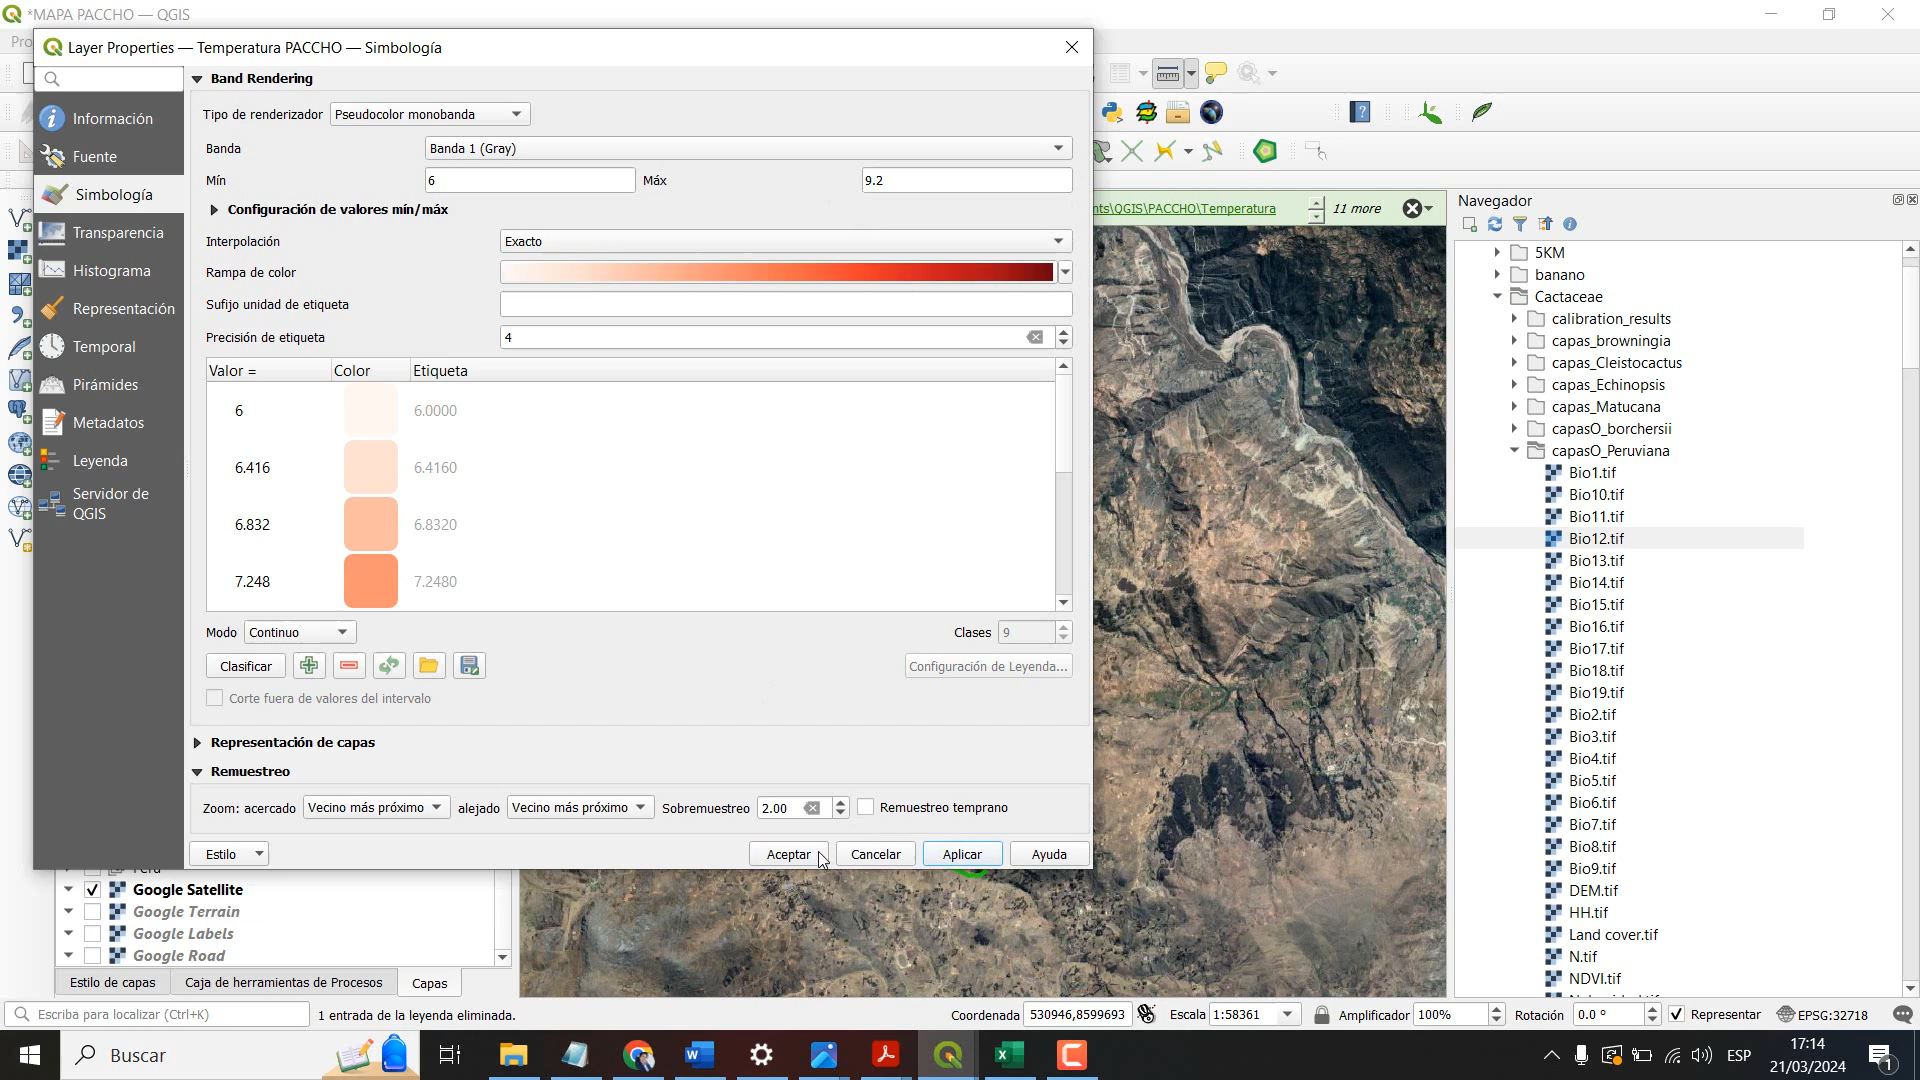 *MAPA PACCHO — QGIS
Pro
Layer Properties — Temperatura PACCHO — Simbología
Información
Fuente
Simbología
Transparencia
Histograma
Representación
Temporal
Pirámides
Metadatos
Leyenda
Servidor de
QGIS
Band Rendering
Tipo de renderizador Pseudocolor monobanda
Banda Banda 1 (Gray)
Mín 6 Máx 9.2
Configuración de valores mín/máx
Interpolación Exacto
Rampa de color
Sufijo unidad de etiqueta
Precisión de etiqueta 4
Valor = Color Etiqueta
6 6.0000
6.416 6.4160
6.832 6.8320
7.248 7.2480
Modo Continuo Clases 9
Clasificar Configuración de Leyenda...
Corte fuera de valores del intervalo
Representación de capas
Remuestreo
Zoom: acercado Vecino más próximo alejado Vecino más próximo Sobremuestreo 2.00 Remuestreo temprano
Estilo Aceptar Cancelar Aplicar Ayuda
nts\QGIS\PACCHO\Temperatura 11 more
Google Satellite
Google Terrain
Google Labels
Google Road
Estilo de capas Caja de herramientas de Procesos Capas
Navegador
5KM
banano
Cactaceae
calibration_results
capas_browningia
capas_Cleistocactus
capas_Echinopsis
capas_Matucana
capasO_borchersii
capasO_Peruviana
Bio1.tif
Bio10.tif
Bio11.tif
Bio12.tif
Bio13.tif
Bio14.tif
Bio15.tif
Bio16.tif
Bio17.tif
Bio18.tif
Bio19.tif
Bio2.tif
Bio3.tif
Bio4.tif
Bio5.tif
Bio6.tif
Bio7.tif
Bio8.tif
Bio9.tif
DEM.tif
HH.tif
Land cover.tif
N.tif
NDVI.tif
Escriba para localizar (Ctrl+K) 1 entrada de la leyenda eliminada. Coordenada 530946,8599693 Escala 1:58361 Amplificador 100% Rotación 0.0 ° Representar EPSG:32718
Buscar ESP 17:14
21/03/2024
1